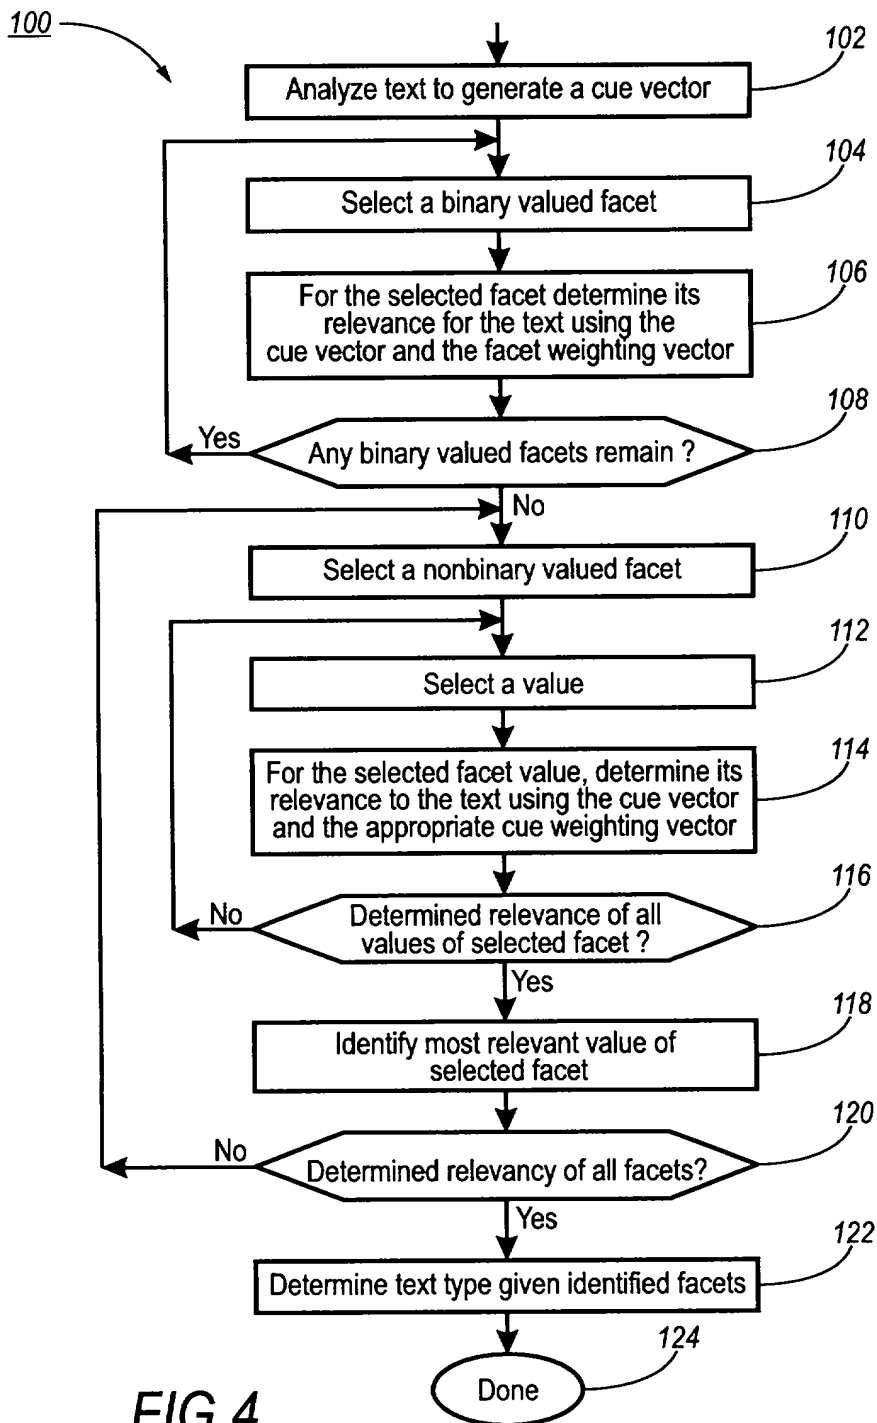 100
102
Analyze text to generate a cue vector
104
Select a binary valued facet
106
For the selected facet determine its
relevance for the text using the
cue vector and the facet weighting vector
108
Yes
Any binary valued facets remain ?
No
110
Select a nonbinary valued facet
112
Select a value
114
For the selected facet value, determine its
relevance to the text using the cue vector
and the appropriate cue weighting vector
116
No
Determined relevance of all
values of selected facet ?
Yes
118
Identify most relevant value of
selected facet
120
No
Determined relevancy of all facets?
Yes
122
Determine text type given identified facets
124
Done
FIG.4